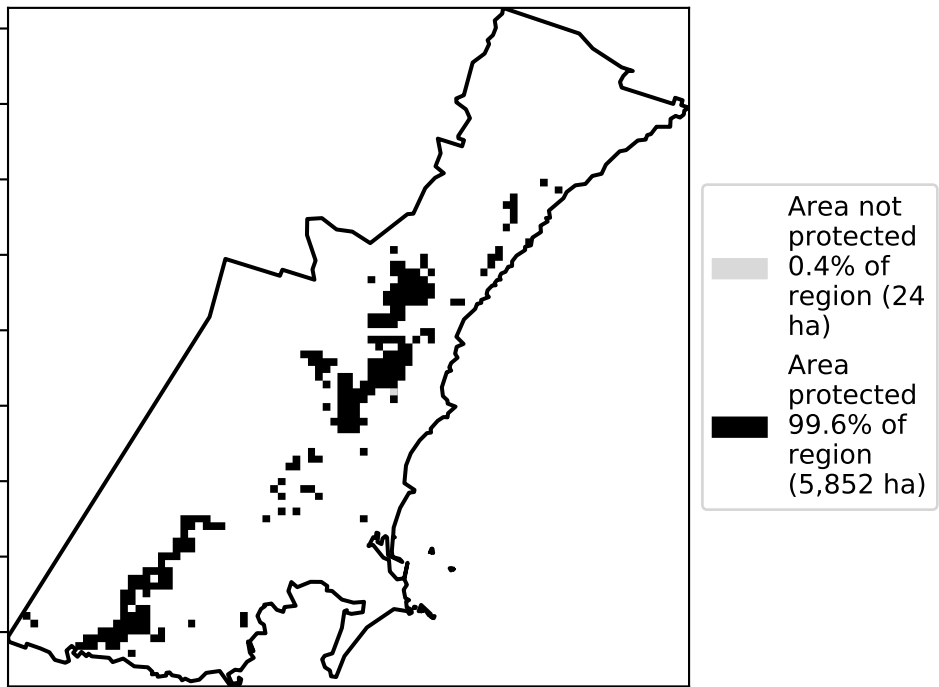 Area not
protected
0.4% of
region (24
ha)
Area
protected
99.6% of
region
(5,852 ha)